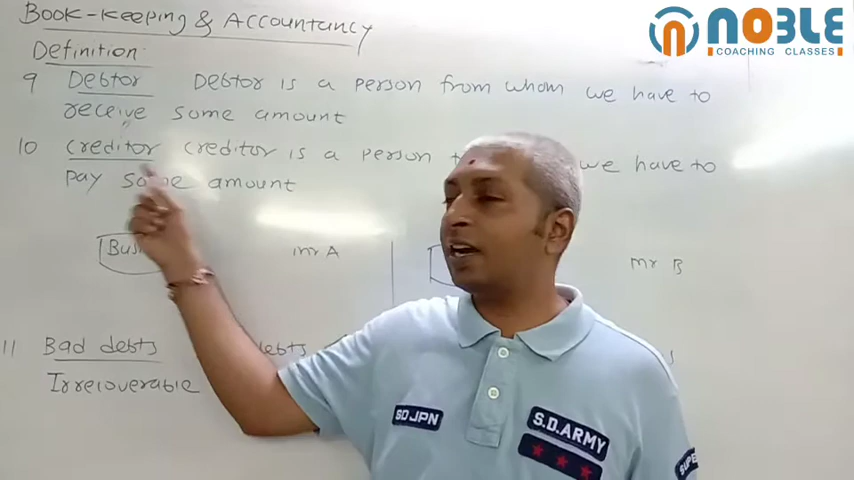 Book-keeping & Accountancy
NOBLE
COACHING CLASSES
Definition
9 Debtor Debtor is a person from whom we have to
receive some amount
10 creditor creditor is a person we have to
pay some amount
mr A
mr B
11 Bad debts debts
Irrecoverable
SDJPN
S.D.ARMY